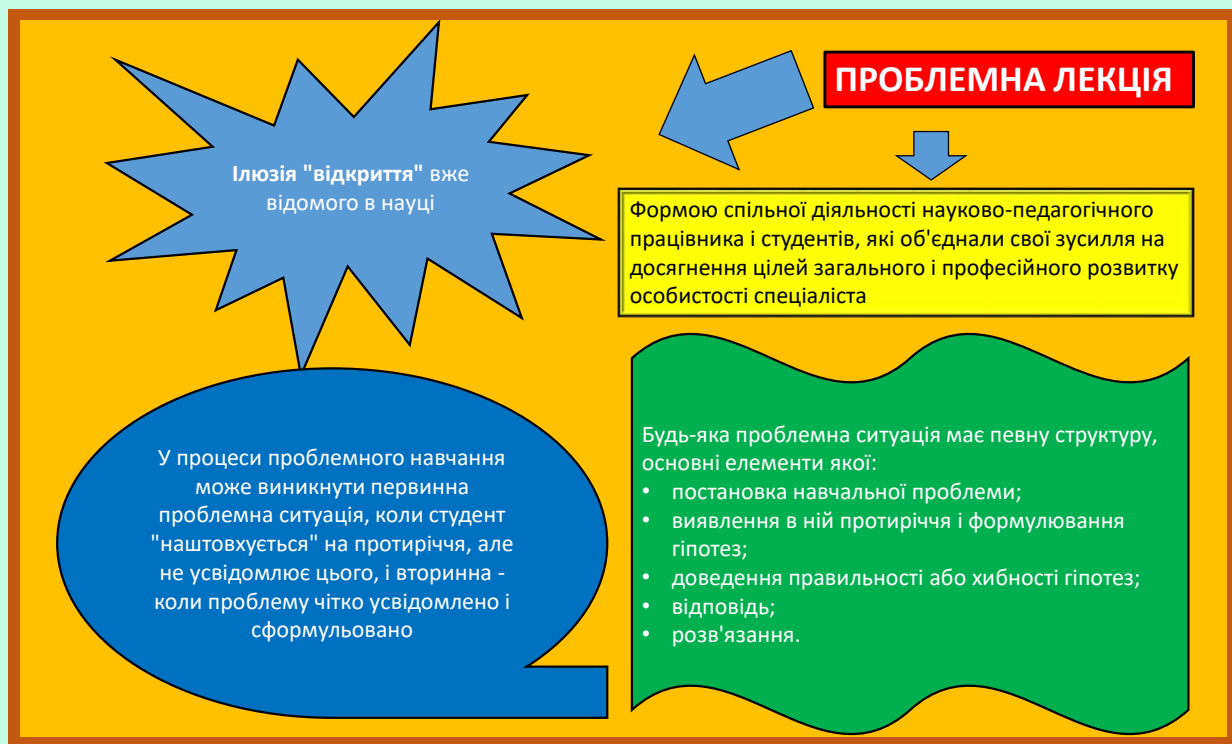 ПРОБЛЕМНА ЛЕКЦІЯ
Ілюзія "відкриття" вже
відомого в науці
Формою спільної діяльності науково-педагогічного
працівника і студентів, які об'єднали свої зусилля на
досягнення цілей загального і професійного розвитку
особистості спеціаліста
У процеси проблемного навчання
може виникнути первинна
проблемна ситуація, коли студент
"наштовхується" на протиріччя, але
не усвідомлює цього, і вторинна -
коли проблему чітко усвідомлено і
сформульовано
Будь-яка проблемна ситуація має певну структуру,
основні елементи якої:
• постановка навчальної проблеми;
• виявлення в ній протиріччя і формулювання
гіпотез;
• доведення правильності або хибності гіпотез;
• відповідь;
• розв'язання.